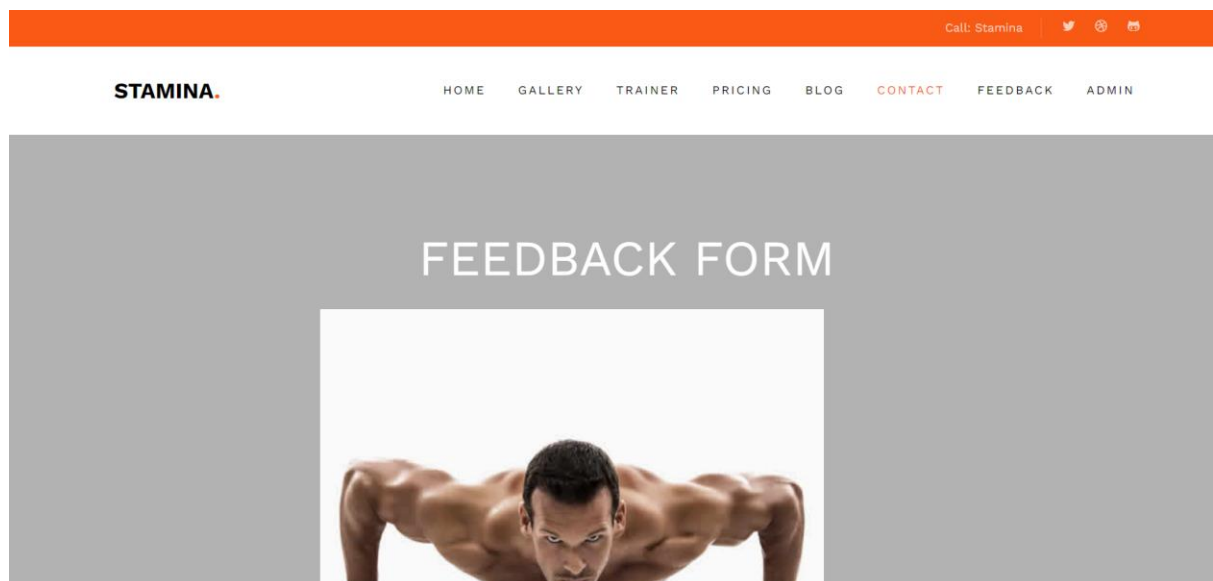 Call: Stamina
STAMINA.
HOME GALLERY TRAINER PRICING BLOG CONTACT FEEDBACK ADMIN
FEEDBACK FORM